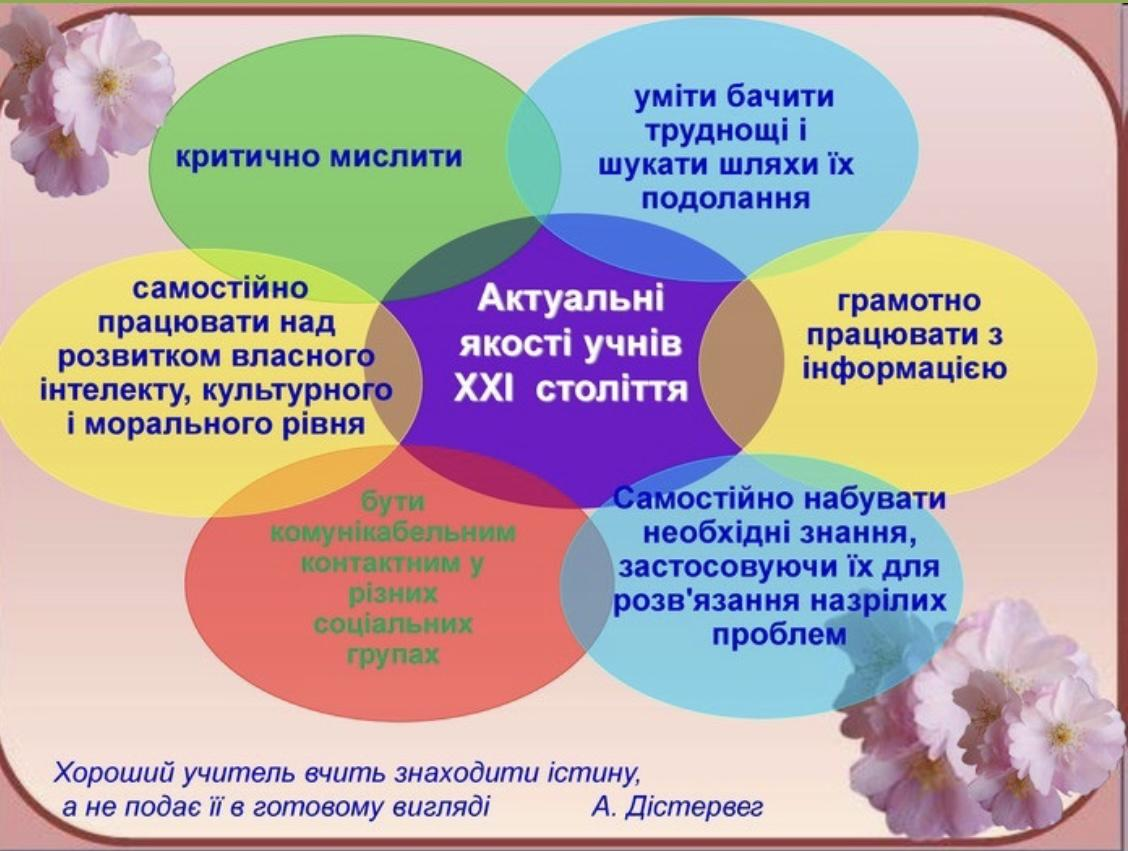 критично мислити
уміти бачити
труднощі і
шукати шляхи їх
подолання
самостійно
працювати над
розвитком власного
інтелекту, культурного
і морального рівня
Актуальні
якості учнів
XXI століття
грамотно
працювати з
інформацією
бути
комунікабельним
контактним у
різних
соціальних
групах
Самостійно набувати
необхідні знання,
застосовуючи їх для
розв'язання назрілих
проблем
Хороший учитель вчить знаходити істину,
а не подає її в готовому вигляді А. Дістервег